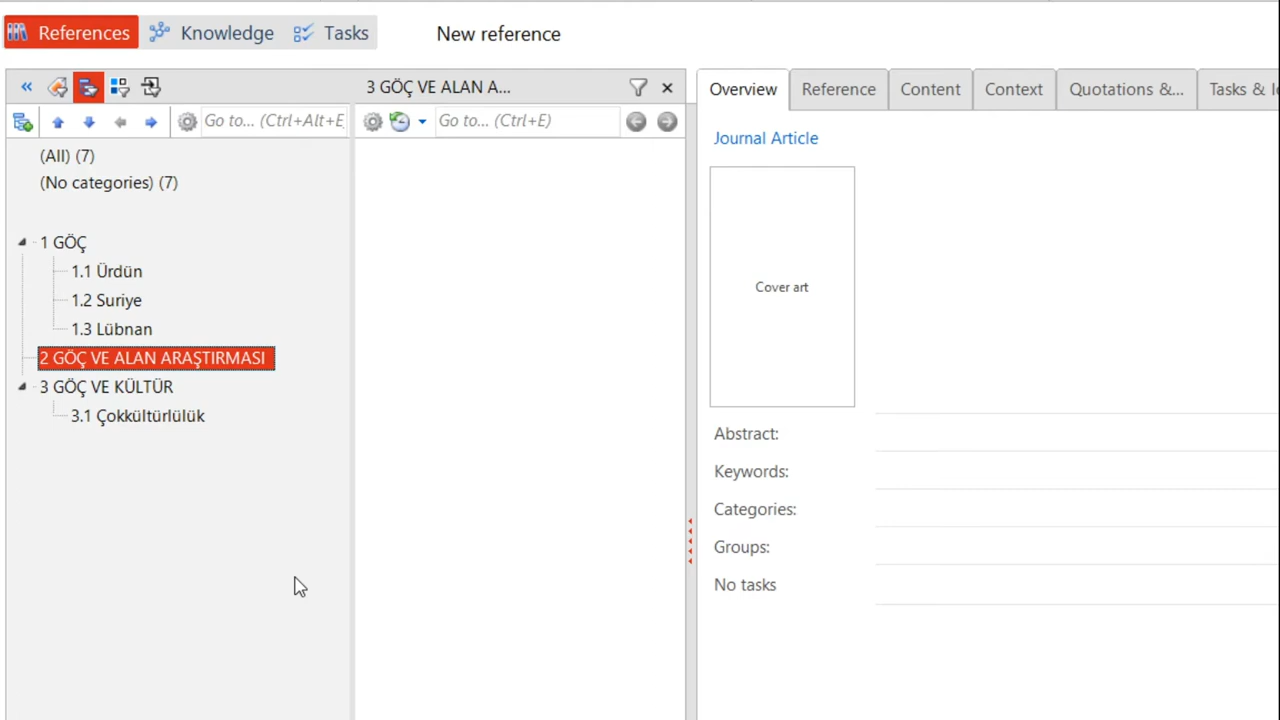 References Knowledge Tasks New reference
3 GÖÇ VE ALAN A...
Overview Reference Content Context Quotations &... Tasks &
Go to... (Ctrl+Alt+E Go to... (Ctrl+E)
Journal Article
(All) (7)
(No categories) (7)
1 GÖÇ
1.1 Ürdün
1.2 Suriye
1.3 Lübnan
2 GÖÇ VE ALAN ARAŞTIRMASI
3 GÖÇ VE KÜLTÜR
3.1 Çokkültürlülük
Cover art
Abstract:
Keywords:
Categories:
Groups:
No tasks